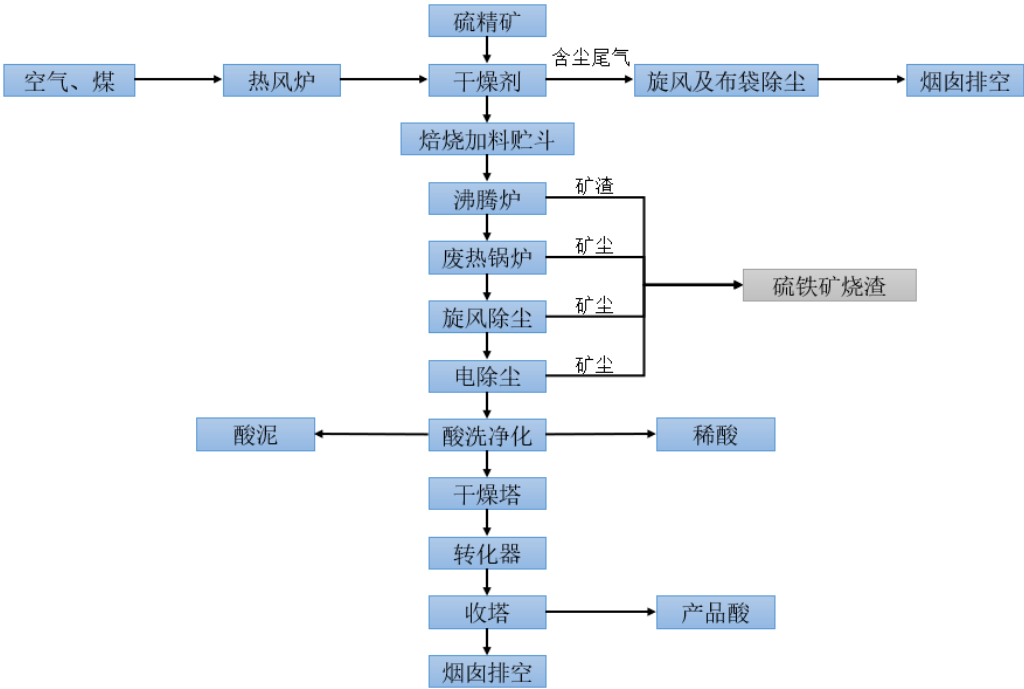 硫精矿
含尘尾气
空气、煤
热风炉
干燥剂
旋风及布袋除尘
烟囱排空
焙烧加料贮斗
沸腾炉
矿渣
废热锅炉
矿尘
硫铁矿烧渣
旋风除尘
矿尘
电除尘
矿尘
酸泥
酸洗净化
稀酸
干燥塔
转化器
收塔
产品酸
烟囱排空